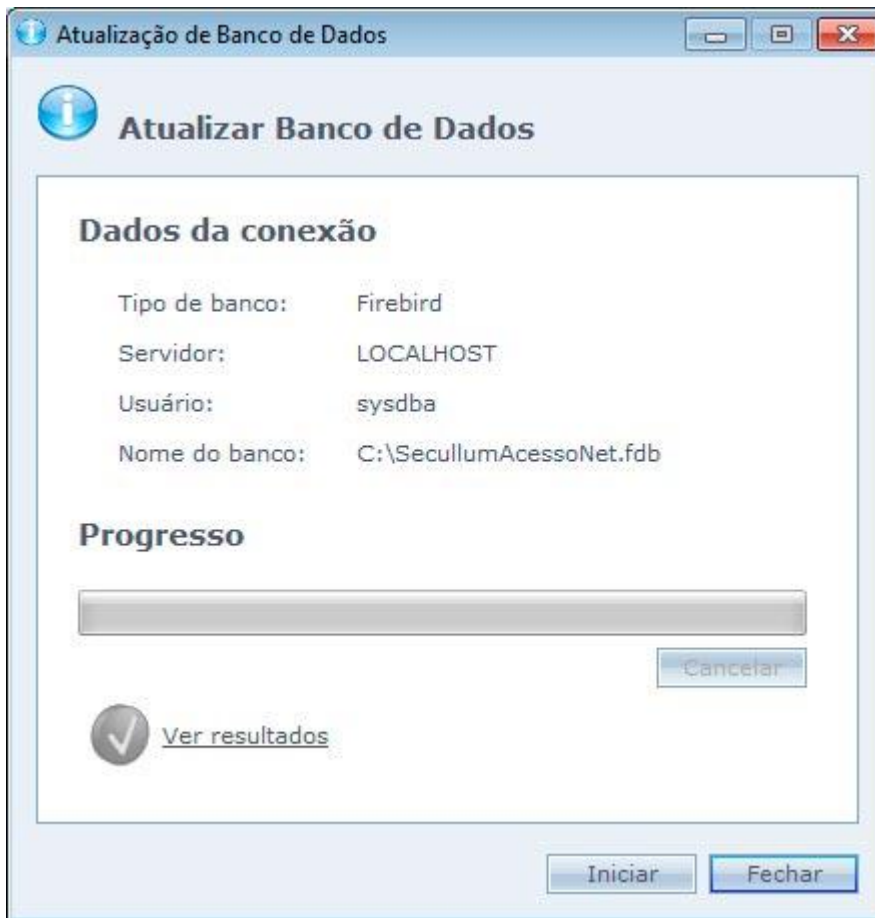 Atualização de Banco de Dados
Atualizar Banco de Dados
Dados da conexão
Tipo de banco: Firebird
Servidor: LOCALHOST
Usuário: sysdba
Nome do banco: C:\SecullumAcessoNet.fdb
Progresso
Cancelar
Ver resultados
Iniciar Fechar